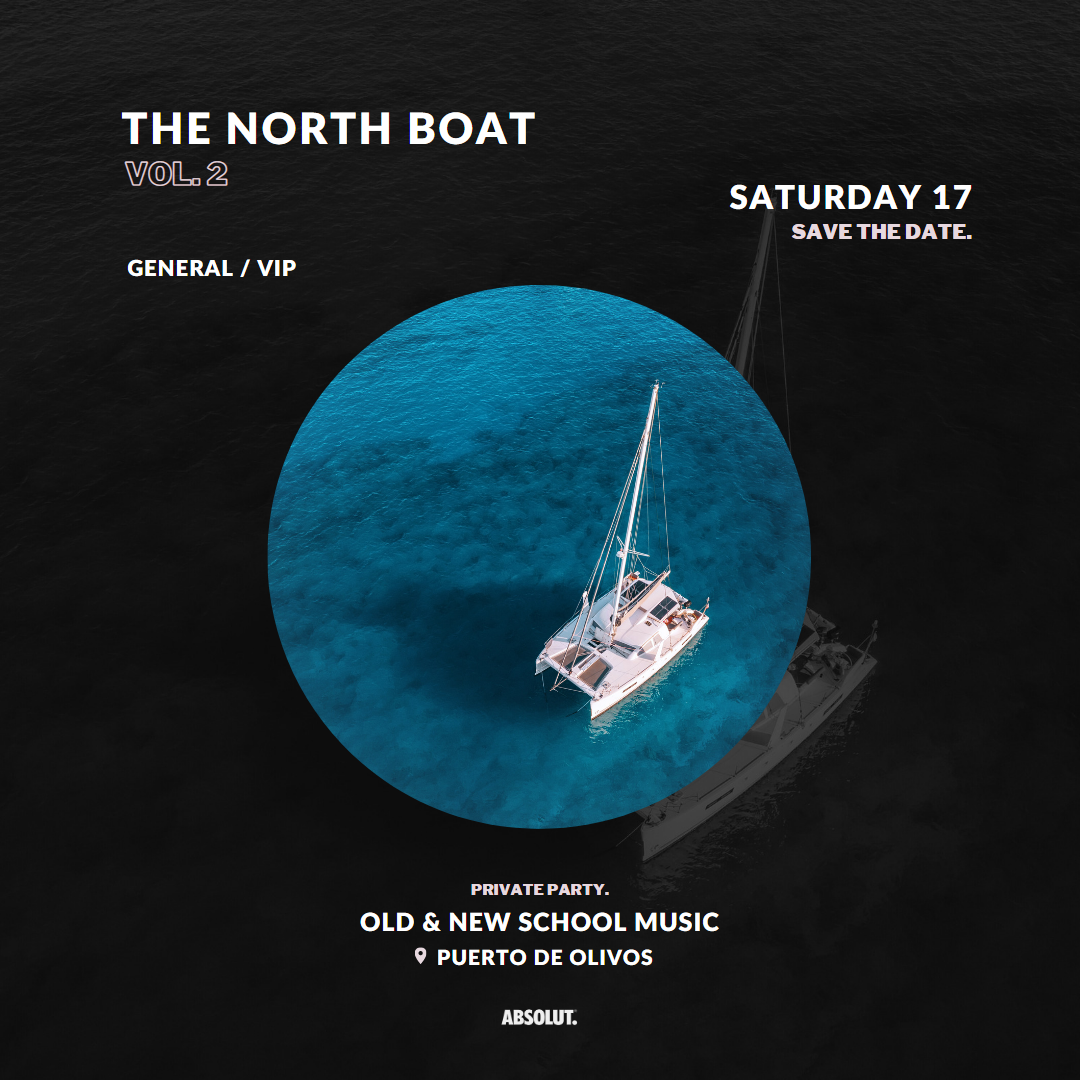 THE NORTH BOAT
VOL. 2
SATURDAY 17
SAVE THE DATE.
GENERAL / VIP
PRIVATE PARTY.
OLD & NEW SCHOOL MUSIC
PUERTO DE OLIVOS
ABSOLUT.